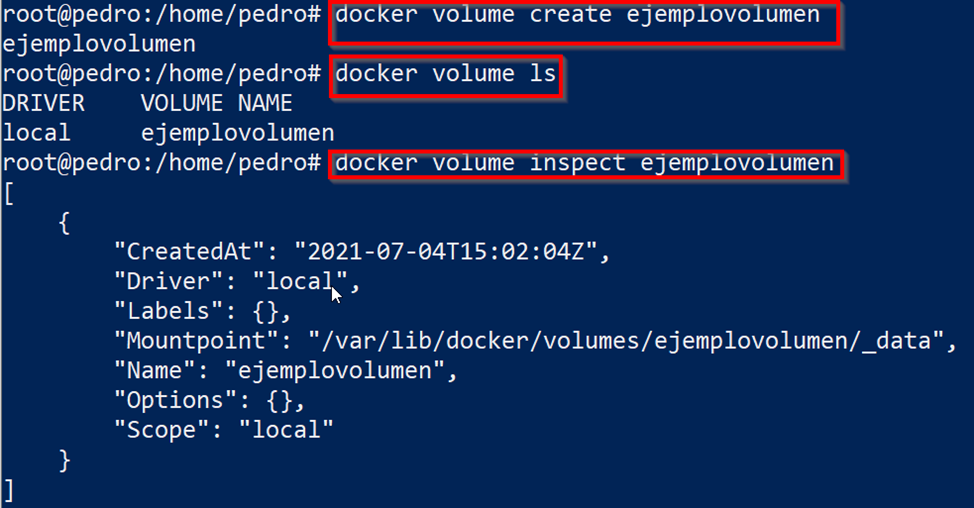 root@pedro:/home/pedro# docker volume create ejemplovolumen
ejemplovolumen
root@pedro:/home/pedro# docker volume ls
DRIVER    VOLUME NAME
local     ejemplovolumen
root@pedro:/home/pedro# docker volume inspect ejemplovolumen
[
    {
        "CreatedAt": "2021-07-04T15:02:04Z",
        "Driver": "local",
        "Labels": {},
        "Mountpoint": "/var/lib/docker/volumes/ejemplovolumen/_data",
        "Name": "ejemplovolumen",
        "Options": {},
        "Scope": "local"
    }
]